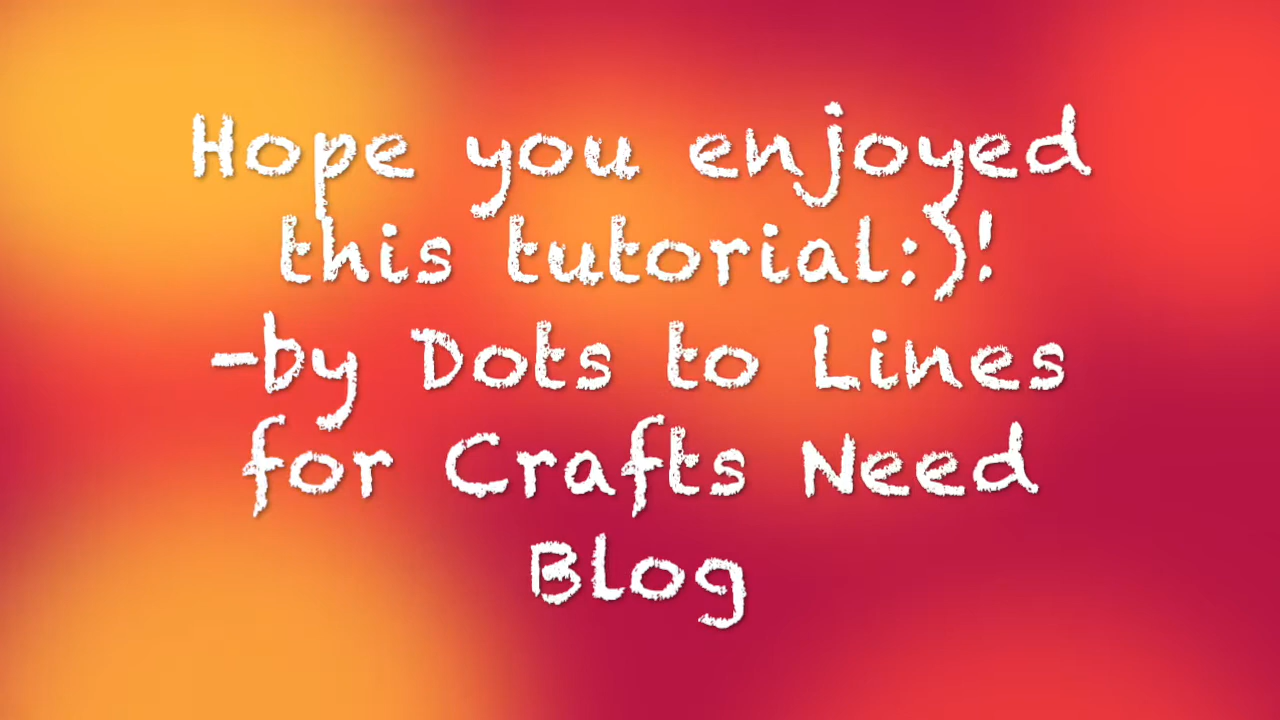 Hope you enjoyed
this tutorial:)!
-by Dots to Lines
for Crafts Need
Blog